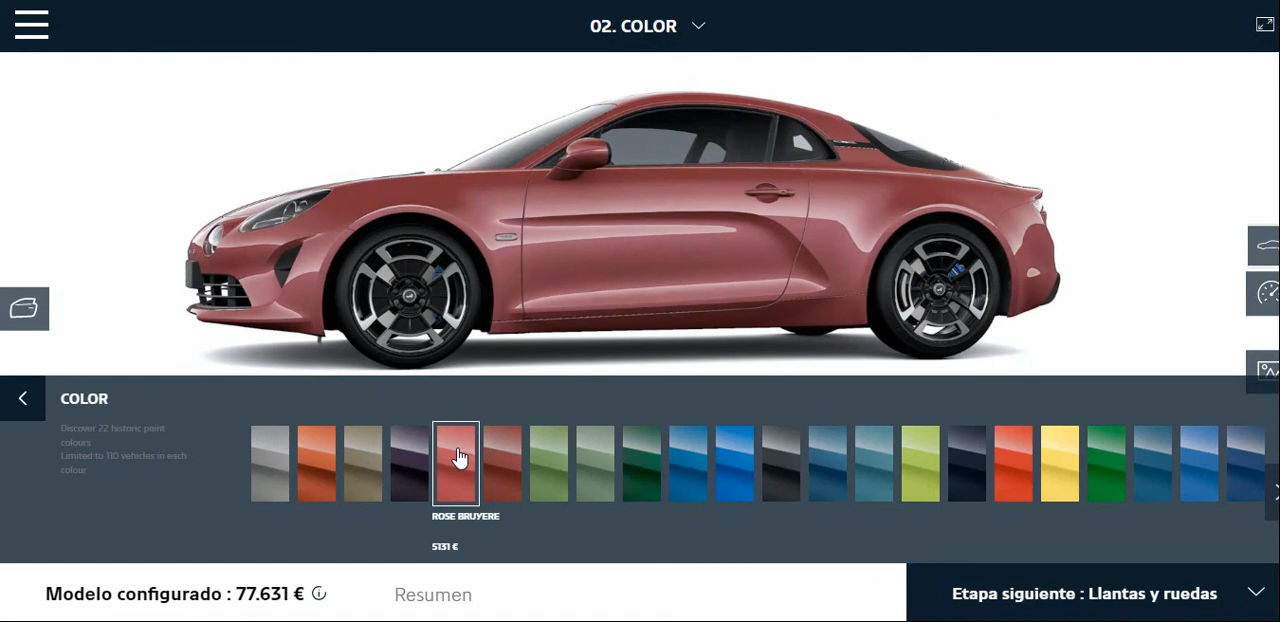 02. COLOR
COLOR
Discover 22 historic paint
colours
Limited to 110 vehicles in each
colour
ROSE BRUYERE
5131 €
Modelo configurado : 77.631 €
Resumen
Etapa siguiente : Llantas y ruedas